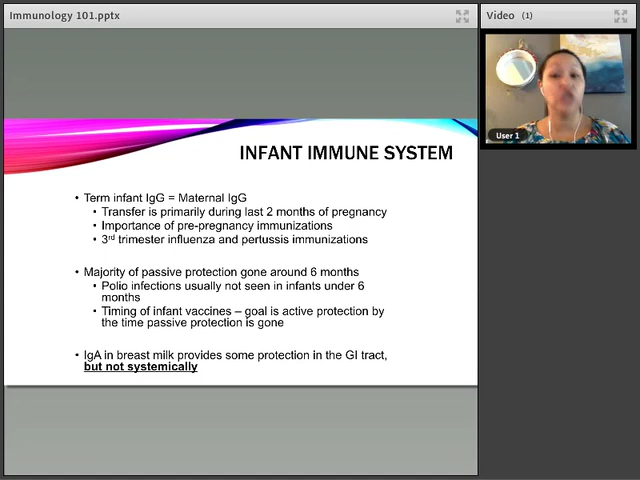 Immunology 101.pptx
Video (1)
User 1
INFANT IMMUNE SYSTEM
• Term infant IgG = Maternal IgG
• Transfer is primarily during last 2 months of pregnancy
• Importance of pre-pregnancy immunizations
• 3rd trimester influenza and pertussis immunizations
• Majority of passive protection gone around 6 months
• Polio infections usually not seen in infants under 6
months
• Timing of infant vaccines – goal is active protection by
the time passive protection is gone
• IgA in breast milk provides some protection in the GI tract,
but not systemically